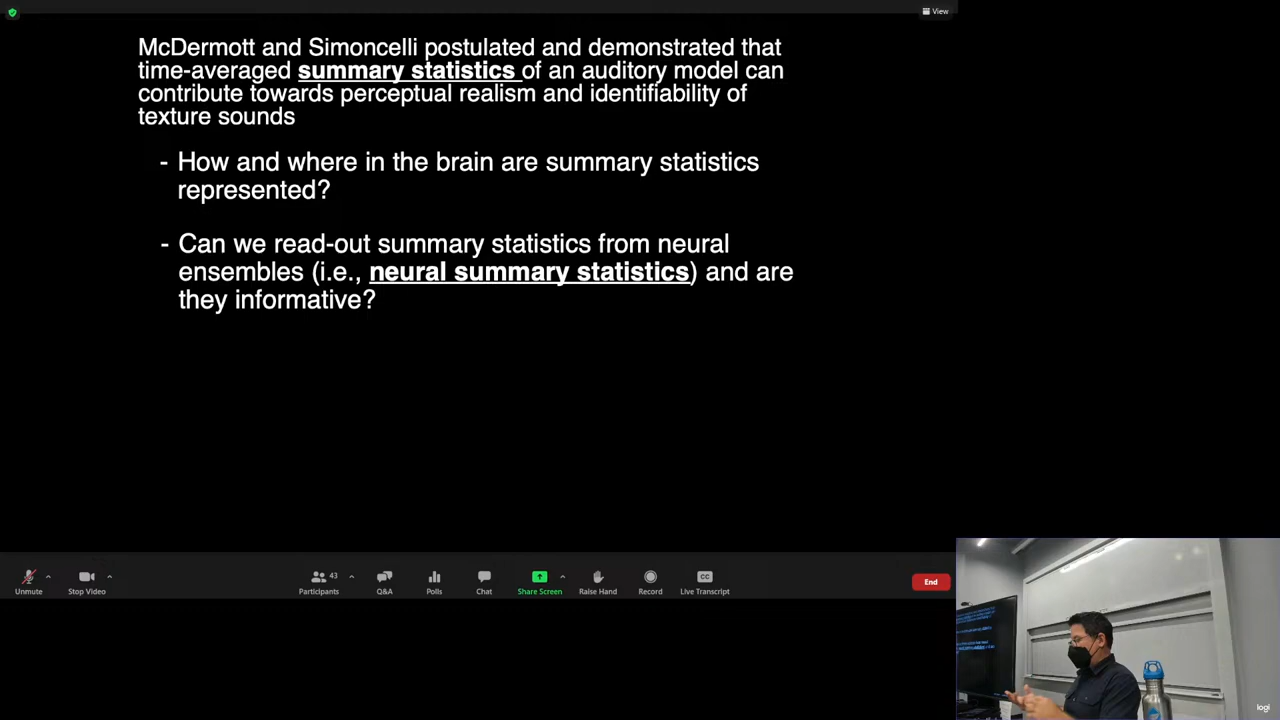 View
McDermott and Simoncelli postulated and demonstrated that
time-averaged summary statistics of an auditory model can
contribute towards perceptual realism and identifiability of
texture sounds
- How and where in the brain are summary statistics
represented?
- Can we read-out summary statistics from neural
ensembles (i.e., neural summary statistics) and are
they informative?
Unmute
Stop Video
43
Participants
Q&A
Polls
Chat
Share Screen
Raise Hand
Record
CC
Live Transcript
End
logi